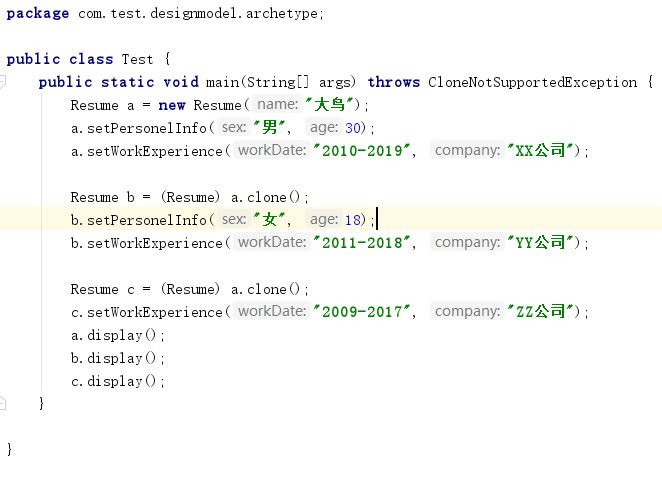 package com.test.designmodel.archetype;
public class Test {
public static void main(String[] args) throws CloneNotSupportedException {
Resume a = new Resume( name: "大鸟");
a.setPersonelInfo( sex: "男", age: 30);
a.setWorkExperience( workDate: "2010-2019", company: "XX公司");
Resume b = (Resume) a.clone();
b.setPersonelInfo( sex: "女", age: 18);
b.setWorkExperience( workDate: "2011-2018", company: "YY公司");
Resume c = (Resume) a.clone();
c.setWorkExperience( workDate: "2009-2017", company: "ZZ公司");
a.display();
b.display();
c.display();
}
}